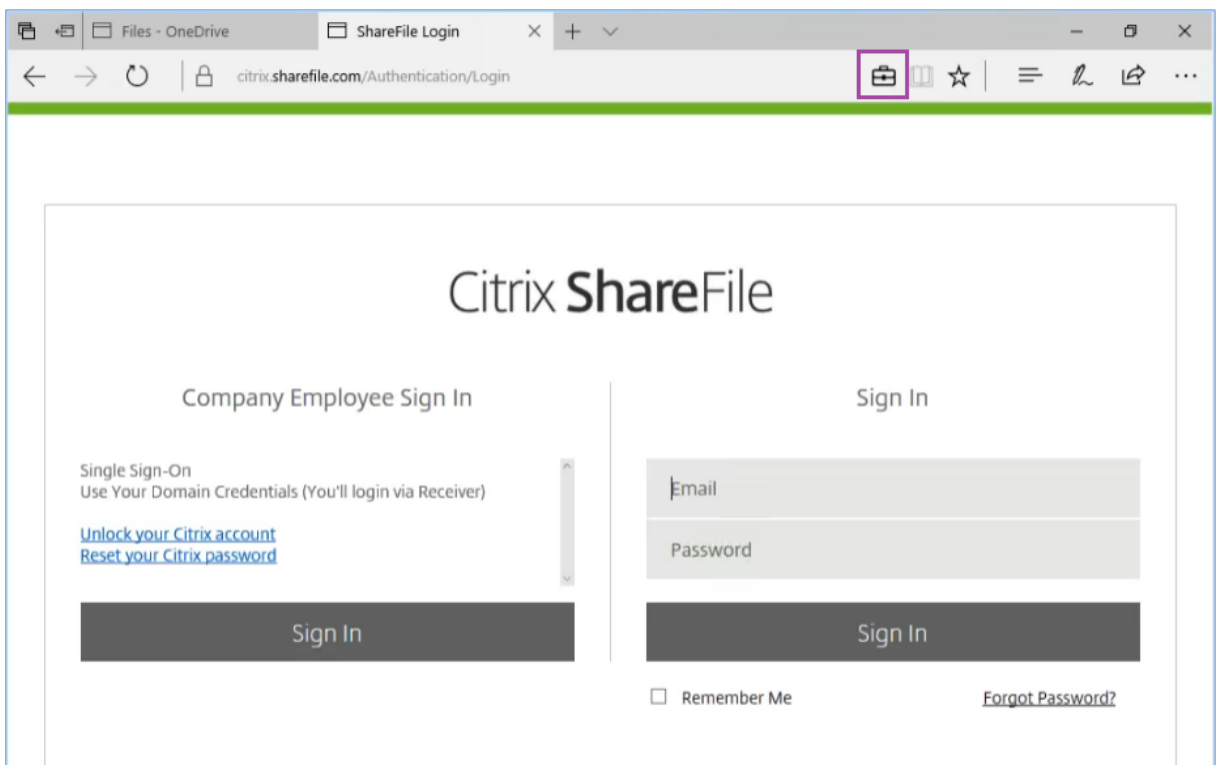 Files - OneDrive
ShareFile Login
citrix.sharefile.com/Authentication/Login
Citrix ShareFile
Company Employee Sign In
Single Sign-On
Use Your Domain Credentials (You'll login via Receiver)
Unlock your Citrix account
Reset your Citrix password
Sign In
Sign In
Email
Password
Sign In
Remember Me
Forgot Password?